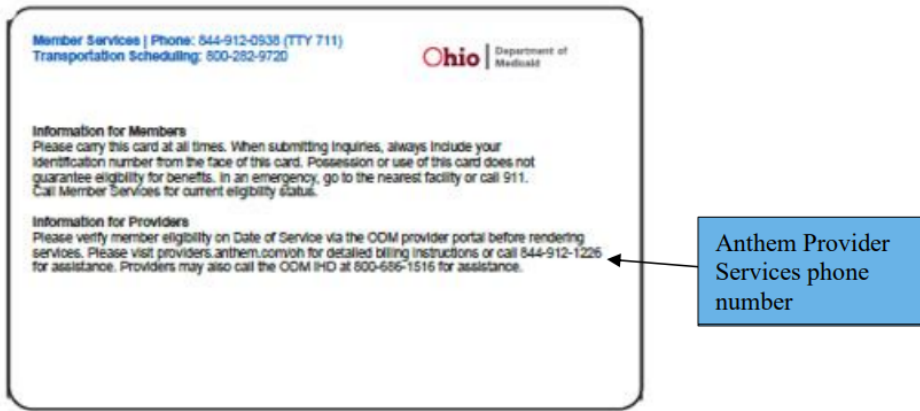 Member Services | Phone: 844-912-0938 (TTY 711)
Transportation Scheduling: 800-282-9720
Ohio | Department of
Medicaid
Information for Members
Please carry this card at all times. When submitting inquiries, always include your
identification number from the face of this card. Possession or use of this card does not
guarantee eligibility for benefits. In an emergency, go to the nearest facility or call 911.
Call Member Services for current eligibility status.
Information for Providers
Please verify member eligibility on Date of Service via the ODM provider portal before rendering
services. Please visit providers.anthem.com/oh for detailed billing instructions or call 844-912-1226
for assistance. Providers may also call the ODM IHD at 800-686-1516 for assistance.
Anthem Provider
Services phone
number